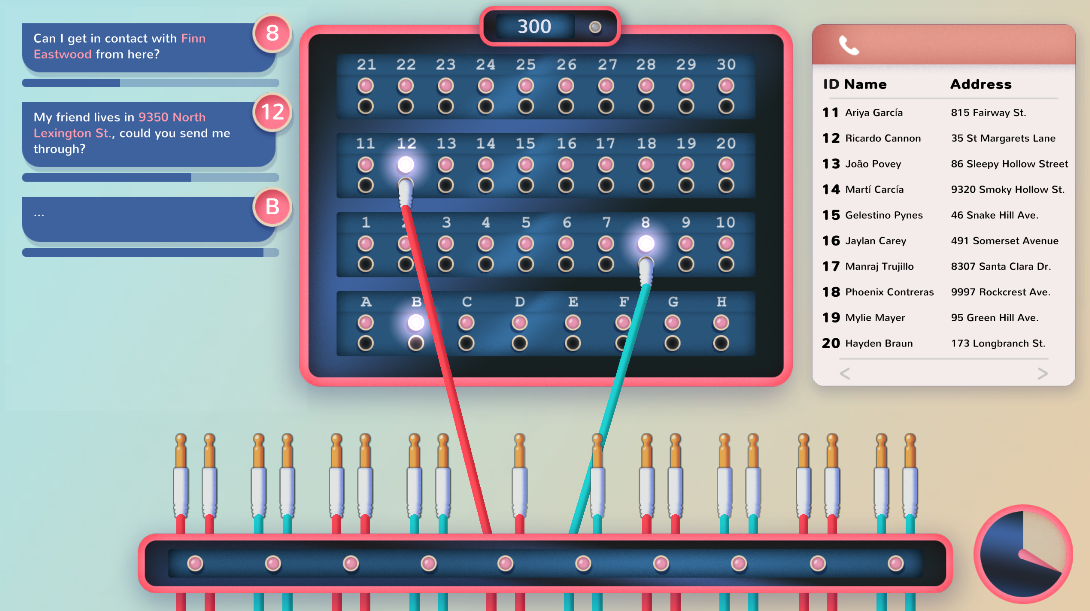 Can I get in contact with Finn
Eastwood from here?
8
My friend lives in 9350 North
Lexington St., could you send me
through?
12
...
B
300
21 22 23 24 25 26 27 28 29 30
11 12 13 14 15 16 17 18 19 20
1 2 3 4 5 6 7 8 9 10
A B C D E F G H
ID Name Address
11 Ariya García 815 Fairway St.
12 Ricardo Cannon 35 St Margarets Lane
13 João Povey 86 Sleepy Hollow Street
14 Martí Carcía 9320 Smoky Hollow St.
15 Gelestino Pynes 46 Snake Hill Ave.
16 Jaylan Carey 491 Somerset Avenue
17 Manraj Trujillo 8307 Santa Clara Dr.
18 Phoenix Contreras 9997 Rockcrest Ave.
19 Mylie Mayer 95 Green Hill Ave.
20 Hayden Braun 173 Longbranch St.
< >